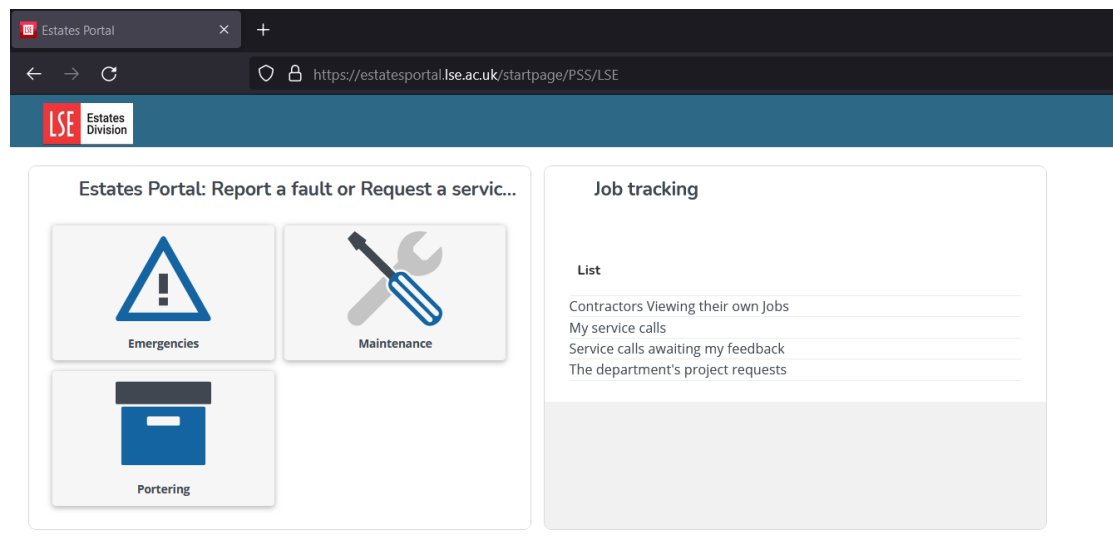 LSE Estates Portal
https://estatesportal.lse.ac.uk/startpage/PSS/LSE
LSE Estates
Division
Estates Portal: Report a fault or Request a servic...
Emergencies
Maintenance
Portering
Job tracking
List
Contractors Viewing their own Jobs
My service calls
Service calls awaiting my feedback
The department's project requests